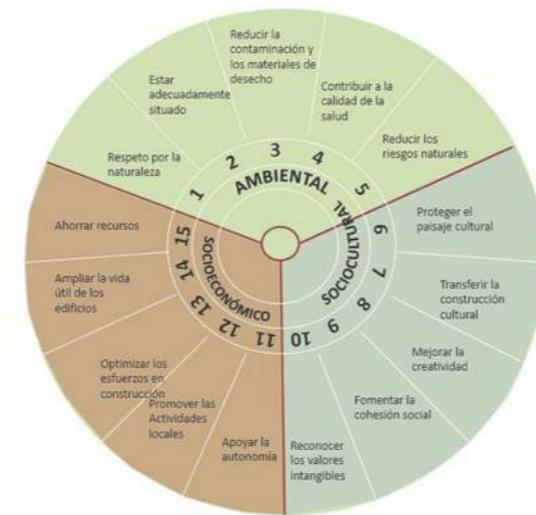 Respeto por la
naturaleza
Estar
adecuadamente
situado
Reducir la
contaminación y
los materiales de
desecho
Contribuir a la
calidad de la
salud
Reducir los
riesgos naturales
Proteger el
paisaje cultural
Transferir la
construcción
cultural
Mejorar la
creatividad
Fomentar la
cohesión social
Reconocer
los valores
intangibles
Apoyar la
autonomía
Promover las
Actividades
locales
Optimizar los
esfuerzos en
construcción
Ampliar la vida
útil de los
edificios
Ahorrar recursos
1
2
3
4
5
6
7
8
9
10
11
12
13
14
15
AMBIENTAL
SOCIOCULTURAL
SOCIOECONÓMICO